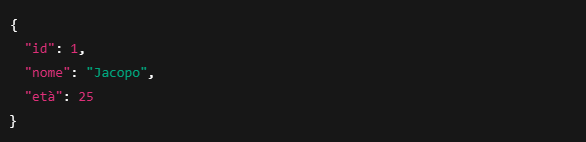 {
"id": 1,
"nome": "Jacopo",
"età": 25
}